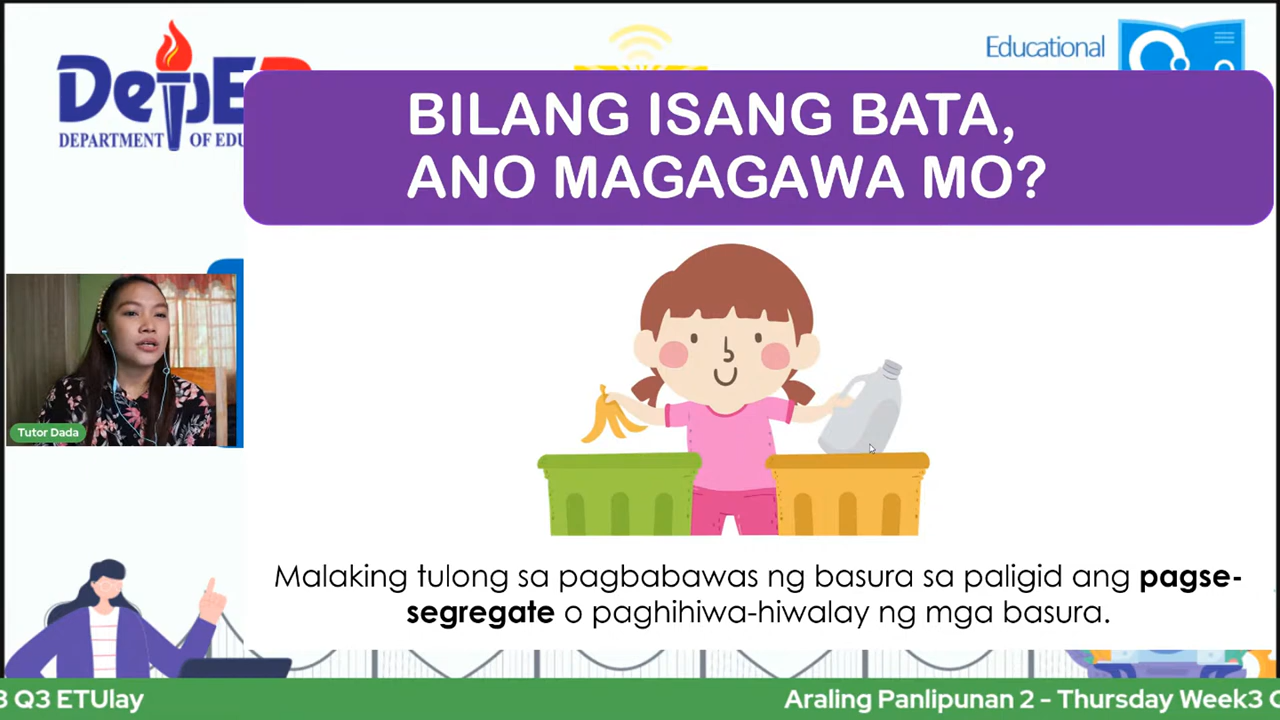 DepED
DEPARTMENT OF EDU
Educational
BILANG ISANG BATA,
ANO MAGAGAWA MO?
Tutor Dada
Malaking tulong sa pagbabawas ng basura sa paligid ang pagse-
segregate o paghihiwa-hiwalay ng mga basura.
3 Q3 ETUlay
Araling Panlipunan 2 - Thursday Week3 Q